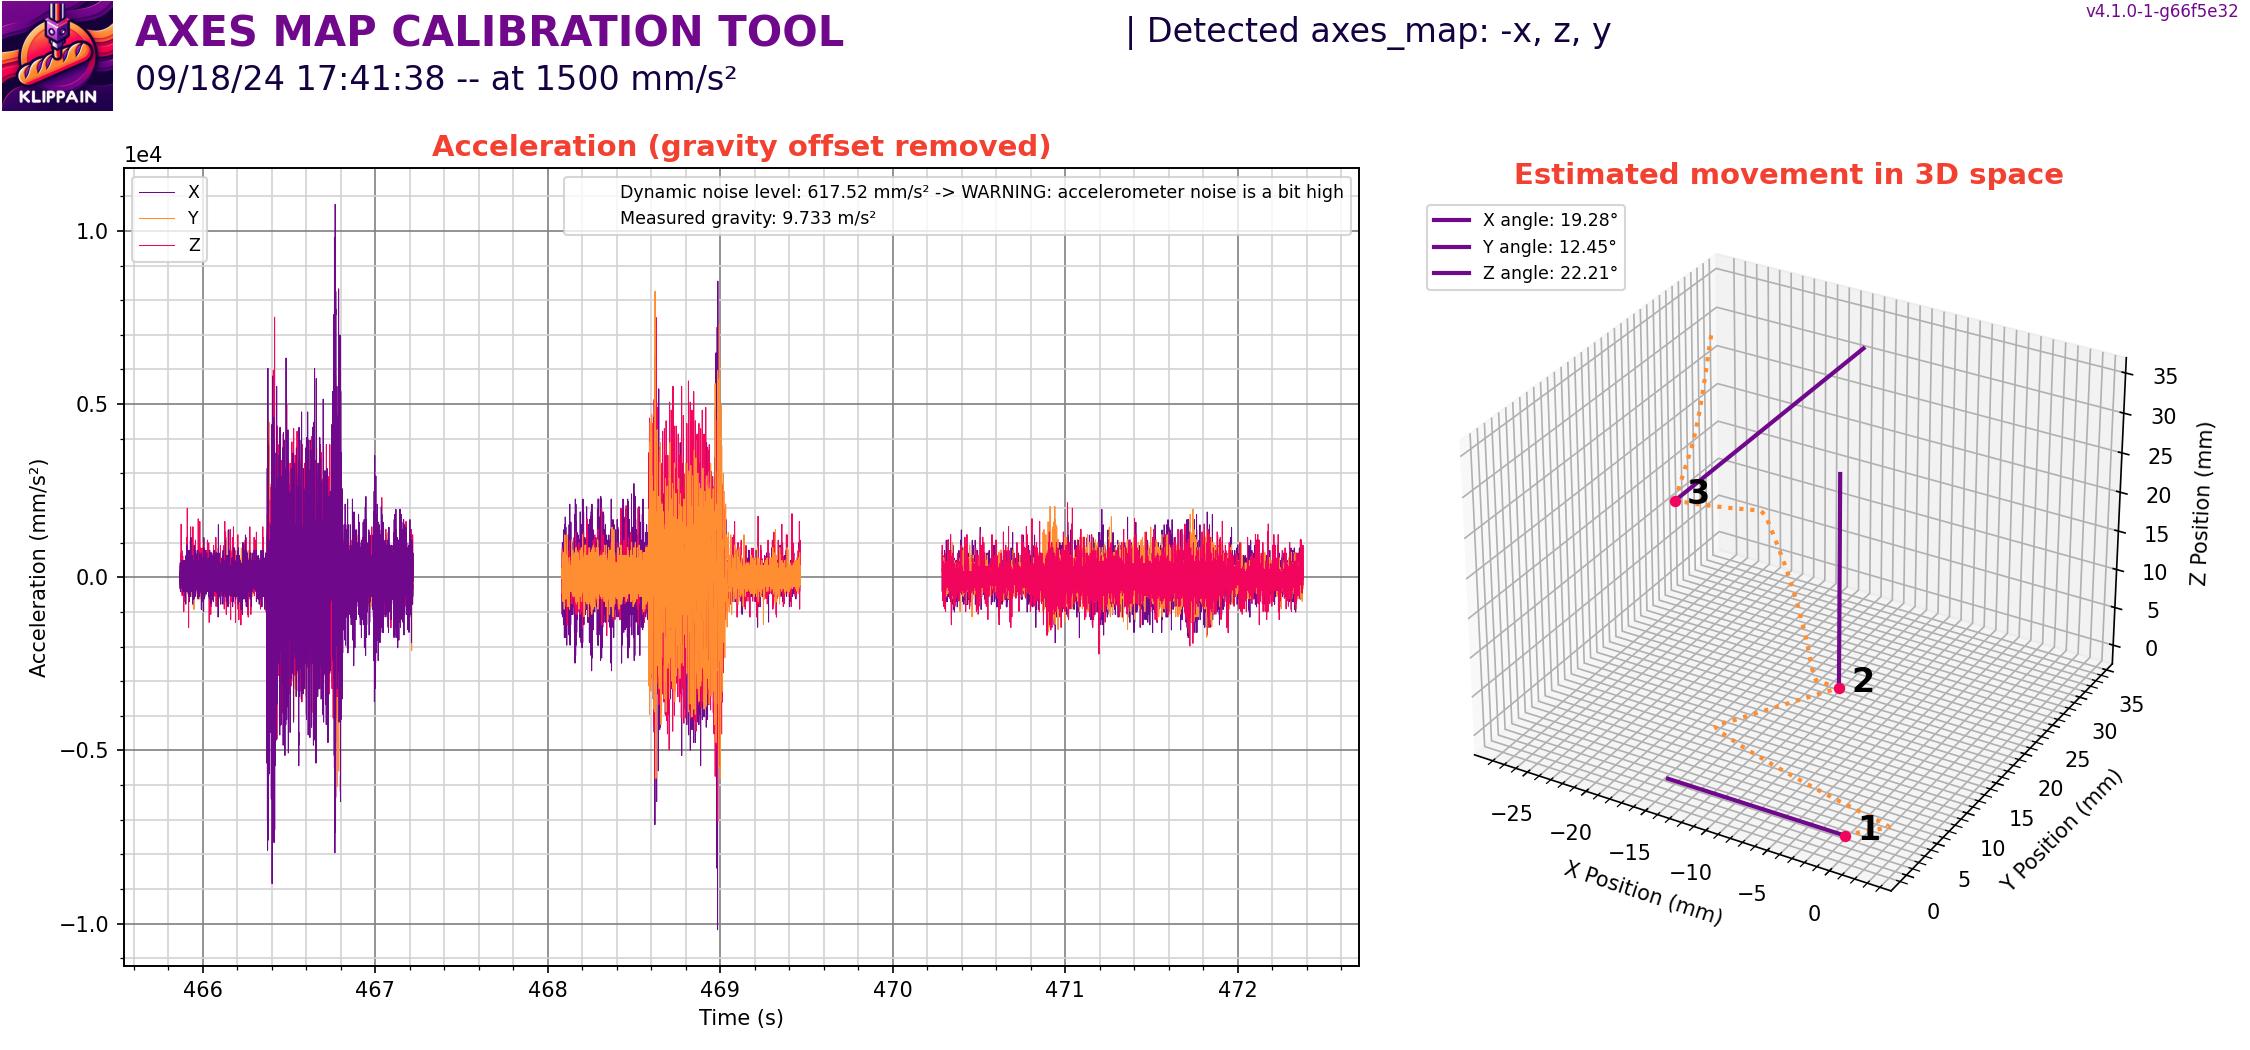 KLIPPAIN
AXES MAP CALIBRATION TOOL
09/18/24 17:41:38 -- at 1500 mm/s²
| Detected axes_map: -x, z, y
v4.1.0-1-g66f5e32
Acceleration (gravity offset removed)
1e4
X
Y
Z
Dynamic noise level: 617.52 mm/s² -> WARNING: accelerometer noise is a bit high
Measured gravity: 9.733 m/s²
1.0
0.5
0.0
−0.5
−1.0
Acceleration (mm/s²)
466 467 468 469 470 471 472
Time (s)
Estimated movement in 3D space
X angle: 19.28°
Y angle: 12.45°
Z angle: 22.21°
3
2
1
−25 −20 −15 −10 −5 0
X Position (mm)
0 5 10 15 20 25 30 35
Y Position (mm)
35
30
25
20
15
10
5
0
Z Position (mm)